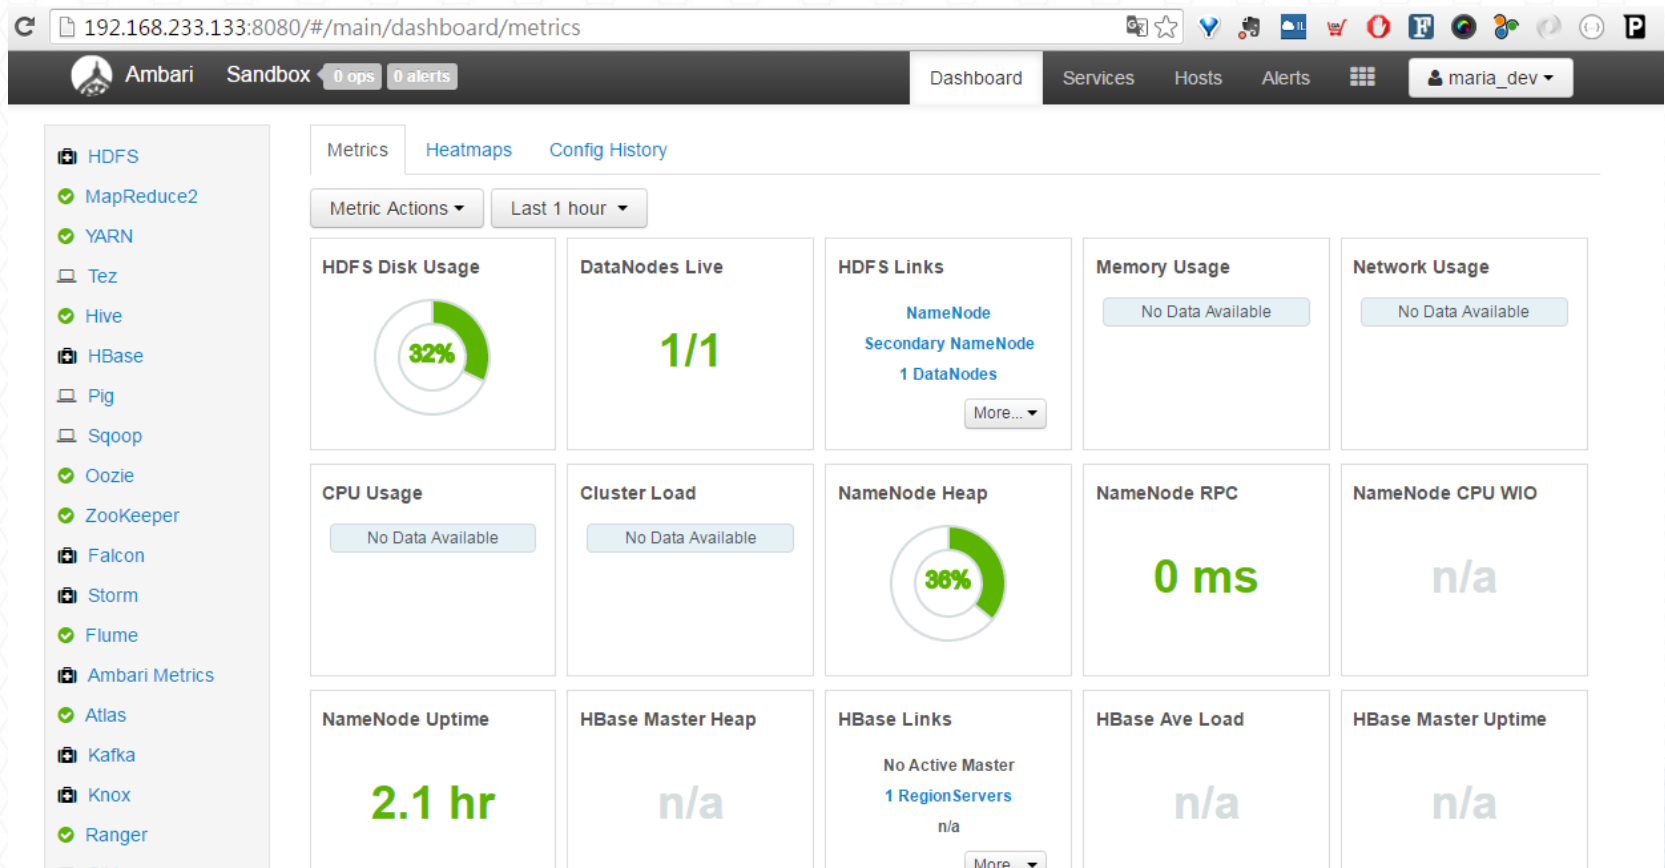 192.168.233.133:8080/#/main/dashboard/metrics
Ambari Sandbox 0 ops 0 alerts Dashboard Services Hosts Alerts maria_dev
HDFS
MapReduce2
YARN
Tez
Hive
HBase
Pig
Sqoop
Oozie
ZooKeeper
Falcon
Storm
Flume
Ambari Metrics
Atlas
Kafka
Knox
Ranger
Metrics Heatmaps Config History
Metric Actions Last 1 hour
HDFS Disk Usage
32%
DataNodes Live
1/1
HDFS Links
NameNode
Secondary NameNode
1 DataNodes
More...
Memory Usage
No Data Available
Network Usage
No Data Available
CPU Usage
No Data Available
Cluster Load
No Data Available
NameNode Heap
36%
NameNode RPC
0 ms
NameNode CPU WIO
n/a
NameNode Uptime
2.1 hr
HBase Master Heap
n/a
HBase Links
No Active Master
1 RegionServers
n/a
More...
HBase Ave Load
n/a
HBase Master Uptime
n/a